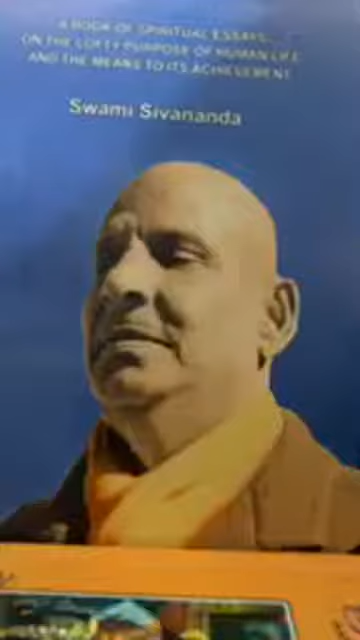 A BOOK OF SPIRITUAL ESSAYS
ON THE LOFTY PURPOSE OF HUMAN LIFE
AND THE MEANS TO ITS ACHIEVEMENT
Swami Sivananda